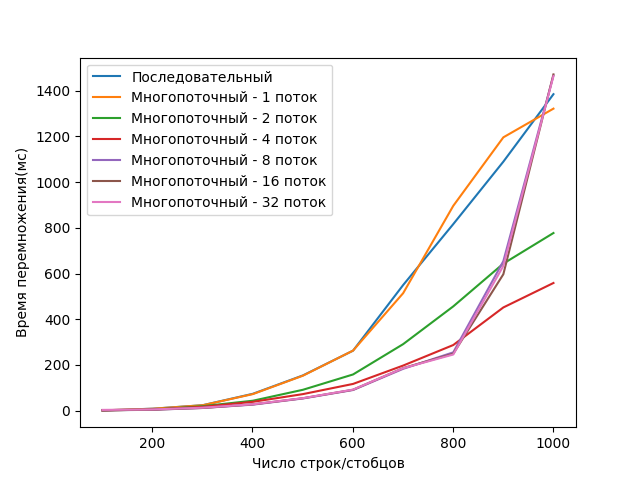 Время перемножения(мс)
1400
1200
1000
800
600
400
200
0
Последовательный
Многопоточный - 1 поток
Многопоточный - 2 поток
Многопоточный - 4 поток
Многопоточный - 8 поток
Многопоточный - 16 поток
Многопоточный - 32 поток
200 400 600 800 1000
Число строк/стобцов